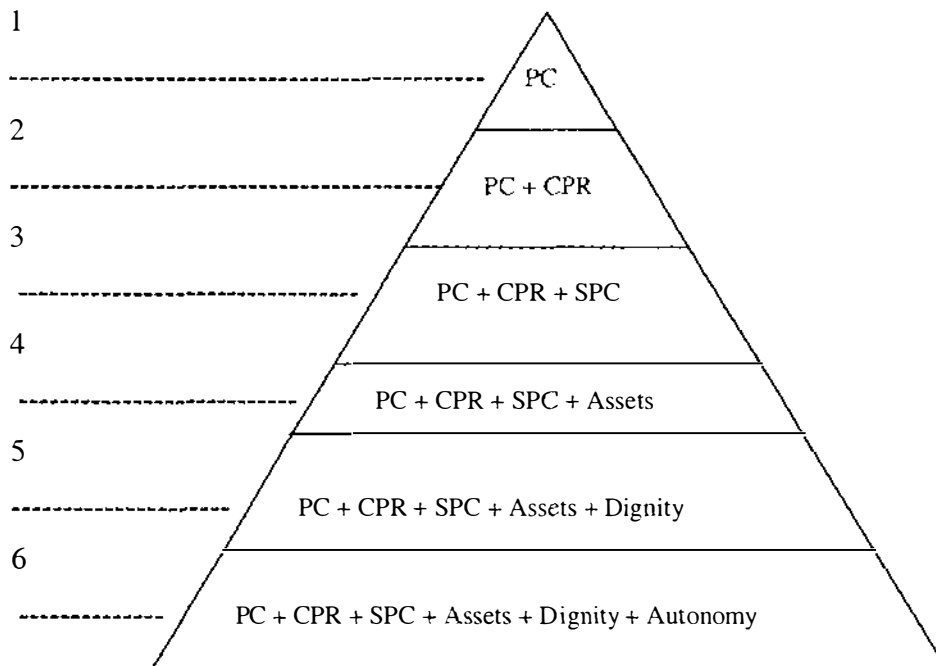 1
PC
2
PC + CPR
3
PC + CPR + SPC
4
PC + CPR + SPC + Assets
5
PC + CPR + SPC + Assets + Dignity
6
PC + CPR + SPC + Assets + Dignity + Autonomy